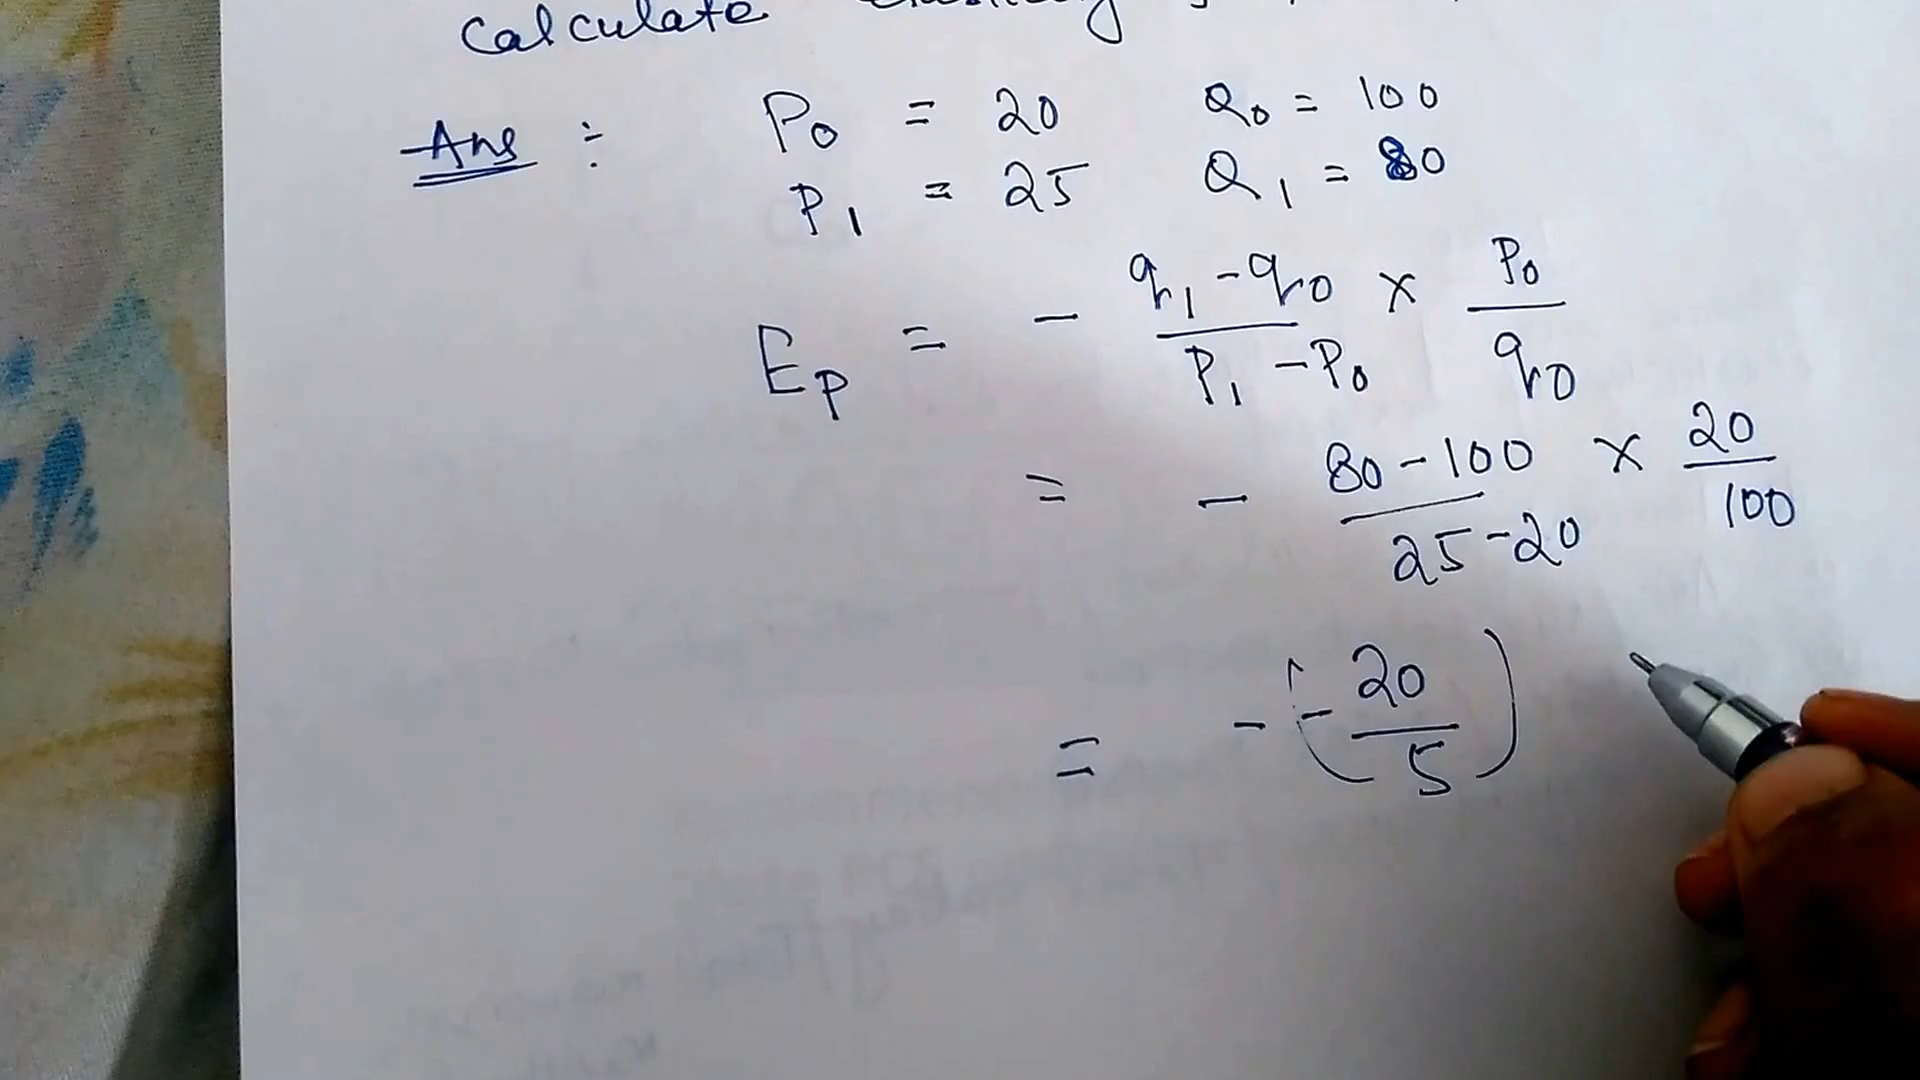 Calculate
Ans ÷ P0 = 20 Q0 = 100
P1 = 25 Q1 = 80
Ep = - q1 - q0 / P1 - P0 × P0 / q0
= - 80 - 100 / 25 - 20 × 20 / 100
= - ( - 20 / 5 )